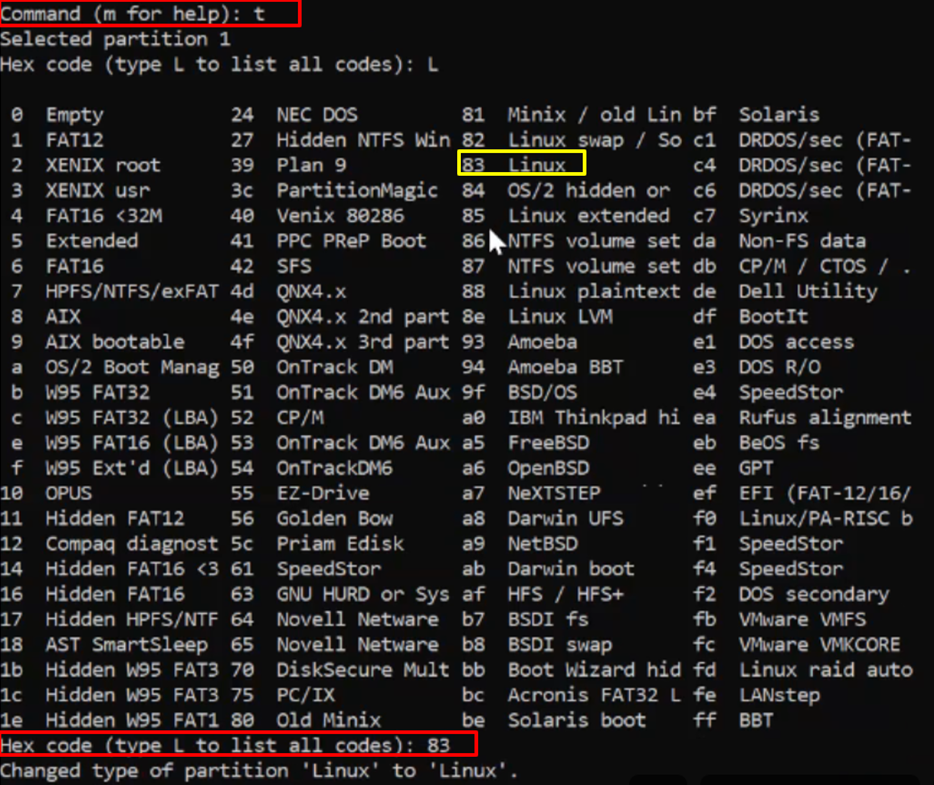 Command (m for help): t
Selected partition 1
Hex code (type L to list all codes): L
0 Empty 24 NEC DOS 81 Minix / old Lin bf Solaris
1 FAT12 27 Hidden NTFS Win 82 Linux swap / So c1 DRDOS/sec (FAT-
2 XENIX root 39 Plan 9 83 Linux c4 DRDOS/sec (FAT-
3 XENIX usr 3c PartitionMagic 84 OS/2 hidden or c6 DRDOS/sec (FAT-
4 FAT16 <32M 40 Venix 80286 85 Linux extended c7 Syrinx
5 Extended 41 PPC PReP Boot 86 NTFS volume set da Non-FS data
6 FAT16 42 SFS 87 NTFS volume set db CP/M / CTOS / .
7 HPFS/NTFS/exFAT 4d QNX4.x 88 Linux plaintext de Dell Utility
8 AIX 4e QNX4.x 2nd part 8e Linux LVM df BootIt
9 AIX bootable 4f QNX4.x 3rd part 93 Amoeba e1 DOS access
a OS/2 Boot Manag 50 OnTrack DM 94 Amoeba BBT e3 DOS R/O
b W95 FAT32 51 OnTrack DM6 Aux 9f BSD/OS e4 SpeedStor
c W95 FAT32 (LBA) 52 CP/M a0 IBM Thinkpad hi ea Rufus alignment
e W95 FAT16 (LBA) 53 OnTrack DM6 Aux a5 FreeBSD eb BeOS fs
f W95 Ext'd (LBA) 54 OnTrackDM6 a6 OpenBSD ee GPT
10 OPUS 55 EZ-Drive a7 NeXTSTEP ef EFI (FAT-12/16/
11 Hidden FAT12 56 Golden Bow a8 Darwin UFS f0 Linux/PA-RISC b
12 Compaq diagnost 5c Priam Edisk a9 NetBSD f1 SpeedStor
14 Hidden FAT16 <3 61 SpeedStor ab Darwin boot f4 SpeedStor
16 Hidden FAT16 63 GNU HURD or Sys af HFS / HFS+ f2 DOS secondary
17 Hidden HPFS/NTF 64 Novell Netware b7 BSDI fs fb VMware VMFS
18 AST SmartSleep 65 Novell Netware b8 BSDI swap fc VMware VMKCORE
1b Hidden W95 FAT3 70 DiskSecure Mult bb Boot Wizard hid fd Linux raid auto
1c Hidden W95 FAT3 75 PC/IX bc Acronis FAT32 L fe LANstep
1e Hidden W95 FAT1 80 Old Minix be Solaris boot ff BBT
Hex code (type L to list all codes): 83
Changed type of partition 'Linux' to 'Linux'.